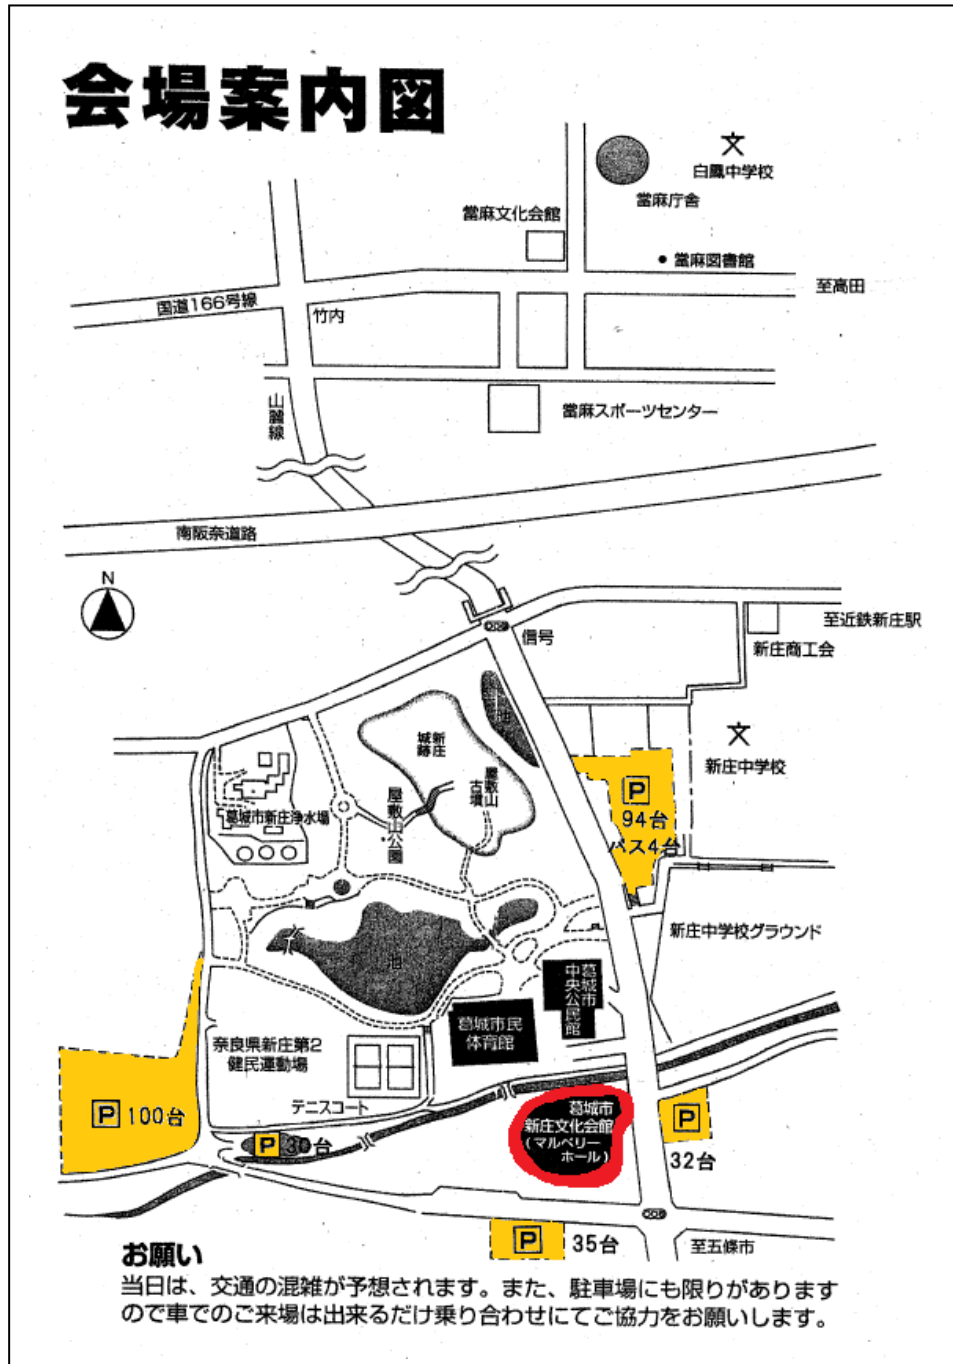 会場案内図
白鳳中学校
當麻庁舎
當麻文化会館
當麻図書館
至高田
国道166号線
竹内
山麓線
當麻スポーツセンター
南阪奈道路
N
信号
至近鉄新庄駅
新庄商工会
新庄中学校
下池
新庄
城跡
屋敷山
古墳
屋敷山公園
葛城市新庄浄水場
P
94台
バス4台
新庄中学校グラウンド
池
葛城市
中央公民館
葛城市民
体育館
奈良県新庄第2
健民運動場
テニスコート
P 100台
P 30台
葛城市
新庄文化会館
(マルベリー
ホール)
P
32台
P 35台
至五條市
お願い
当日は、交通の混雑が予想されます。また、駐車場にも限りがあります
ので車でのご来場は出来るだけ乗り合わせにてご協力をお願いします。